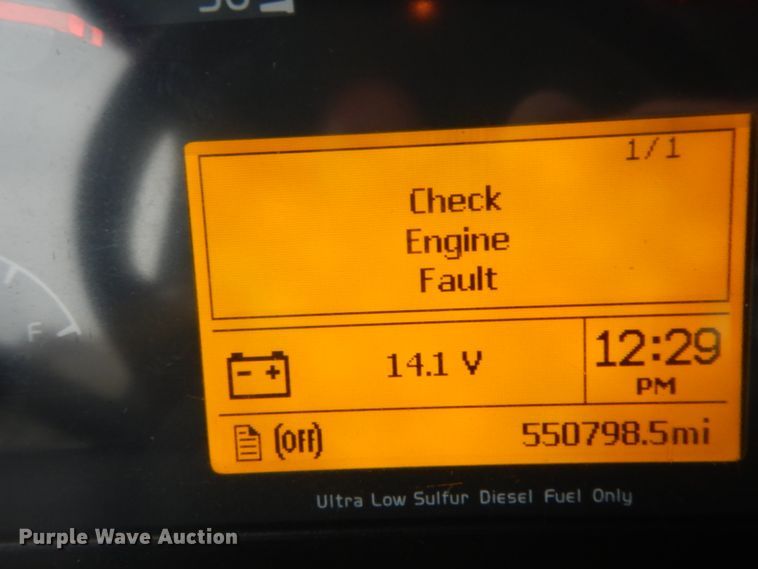 1/1
Check
Engine
Fault
F
- +
14.1 V
12:29
PM
(OFF)
550798.5mi
Ultra Low Sulfur Diesel Fuel Only
Purple Wave Auction